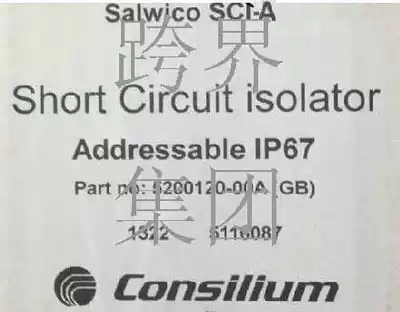 Salwico SCI-A
跨界
Short Circuit isolator
Addressable IP67
Part no: 5200120-00A (GB)
集团
1322 5116087
Consilium